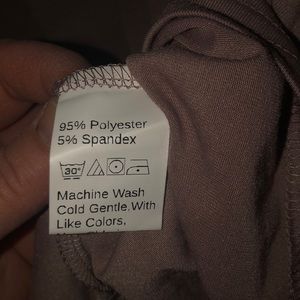 95% Polyester
5% Spandex
30°
Machine Wash
Cold Gentle.With
Like Colors,